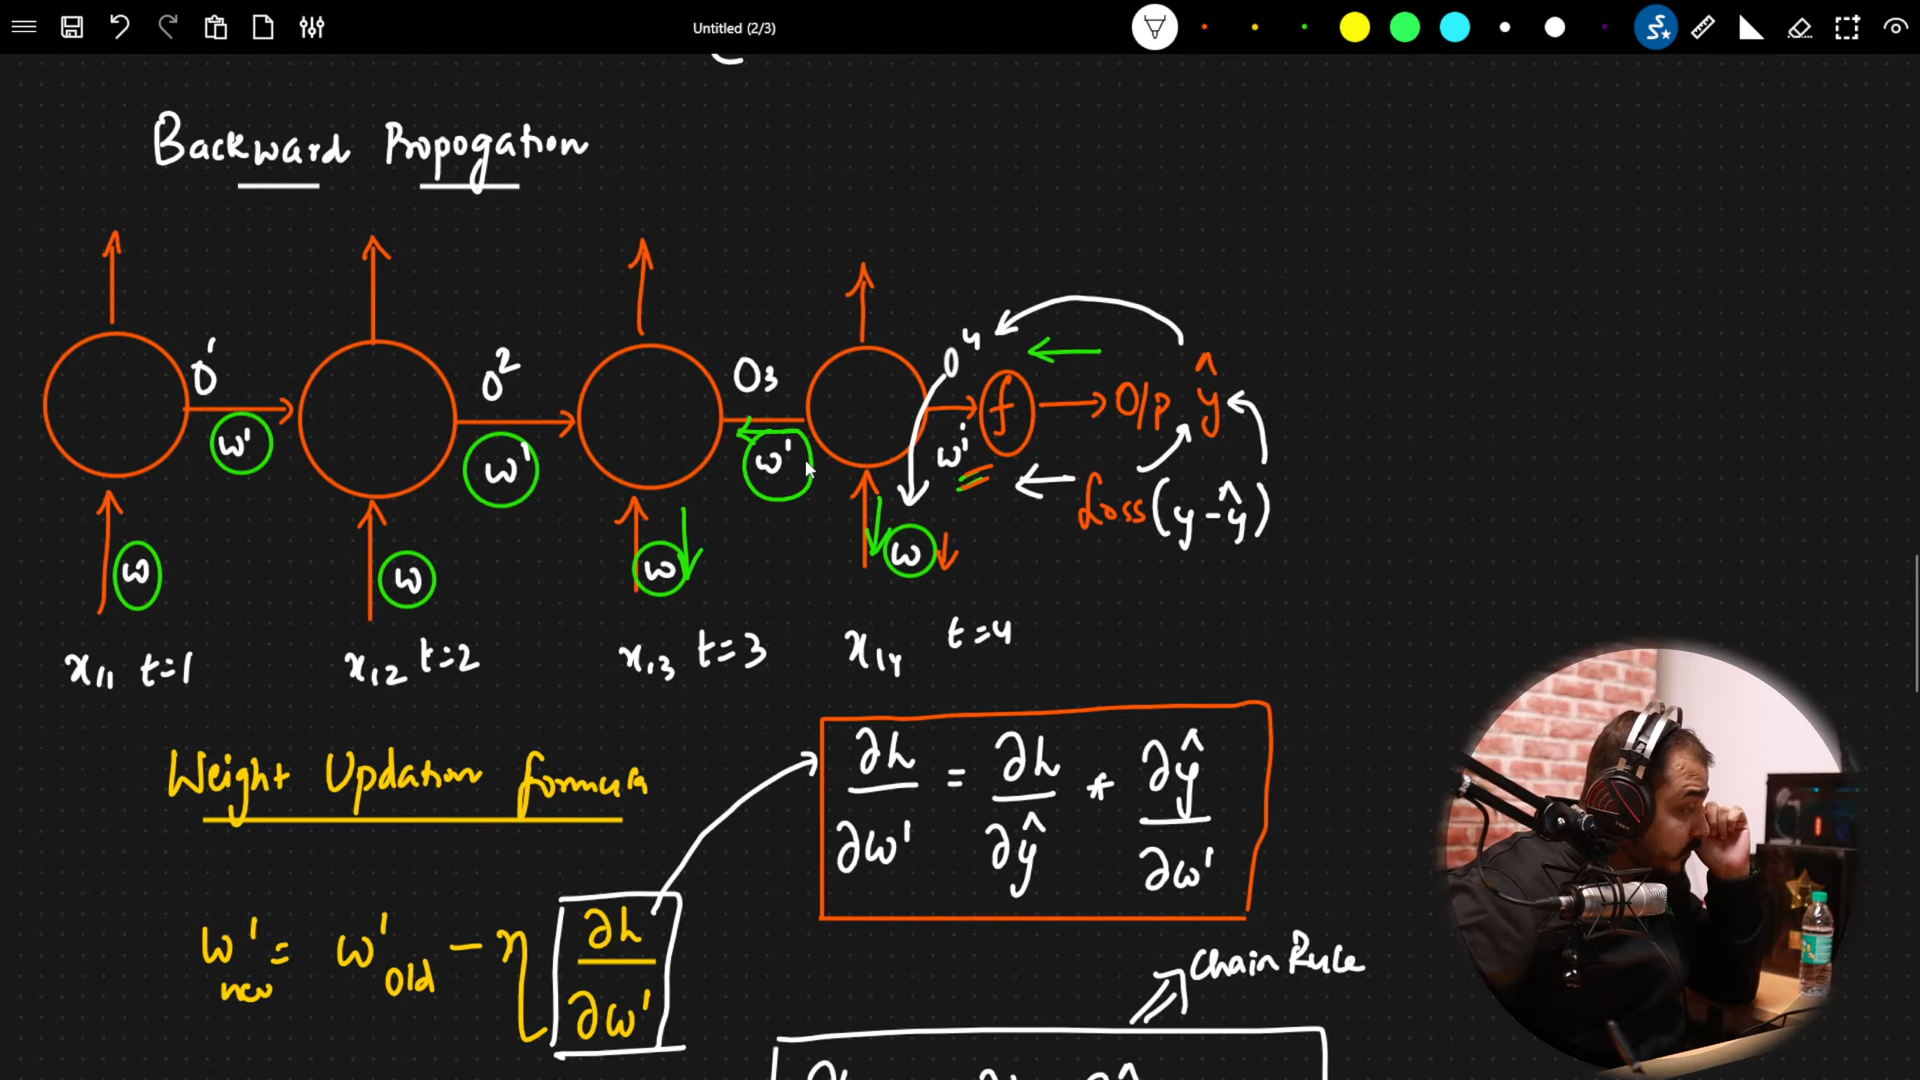 Untitled (2/3)
Backward Propogation
O' O² O3 O⁴ ŷ
w' w' w' wⁱ f O/p
w w w w Loss(y-ŷ)
x11 t=1 x12 t=2 x13 t=3 x14 t=4
Weight Updation formula
∂L/∂w' = ∂L/∂ŷ * ∂ŷ/∂w'
w'new = w'old - η ∂L/∂w'
Chain Rule